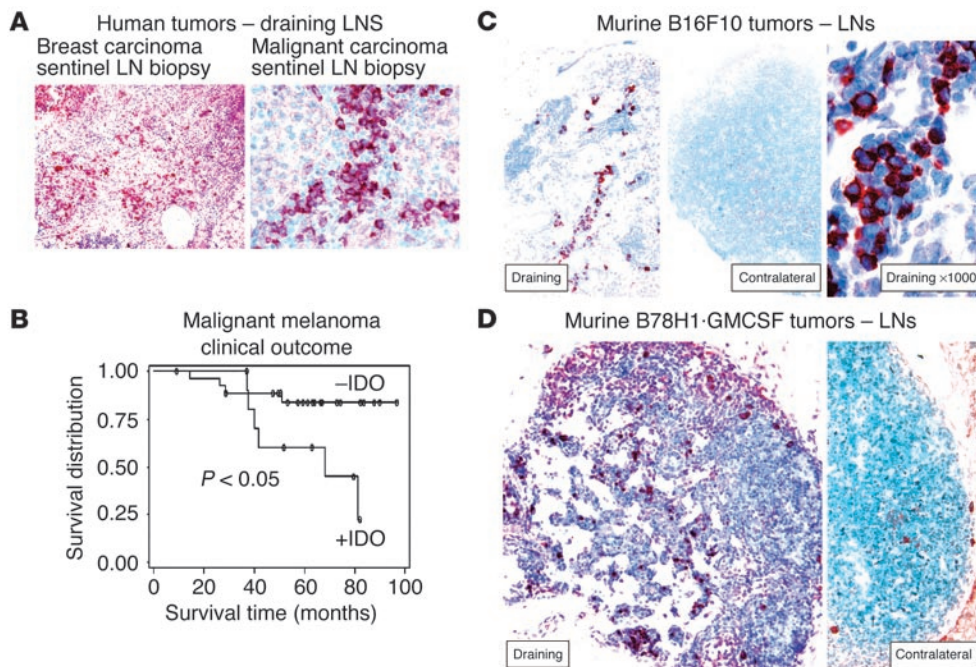 A
Human tumors – draining LNS
Breast carcinoma
sentinel LN biopsy
Malignant carcinoma
sentinel LN biopsy
B
Malignant melanoma
clinical outcome
Survival distribution
1.00
0.75
0.50
0.25
0.00
–IDO
P < 0.05
+IDO
0 20 40 60 80 100
Survival time (months)
C
Murine B16F10 tumors – LNs
Draining
Contralateral
Draining ×1000
D
Murine B78H1·GMCSF tumors – LNs
Draining
Contralateral